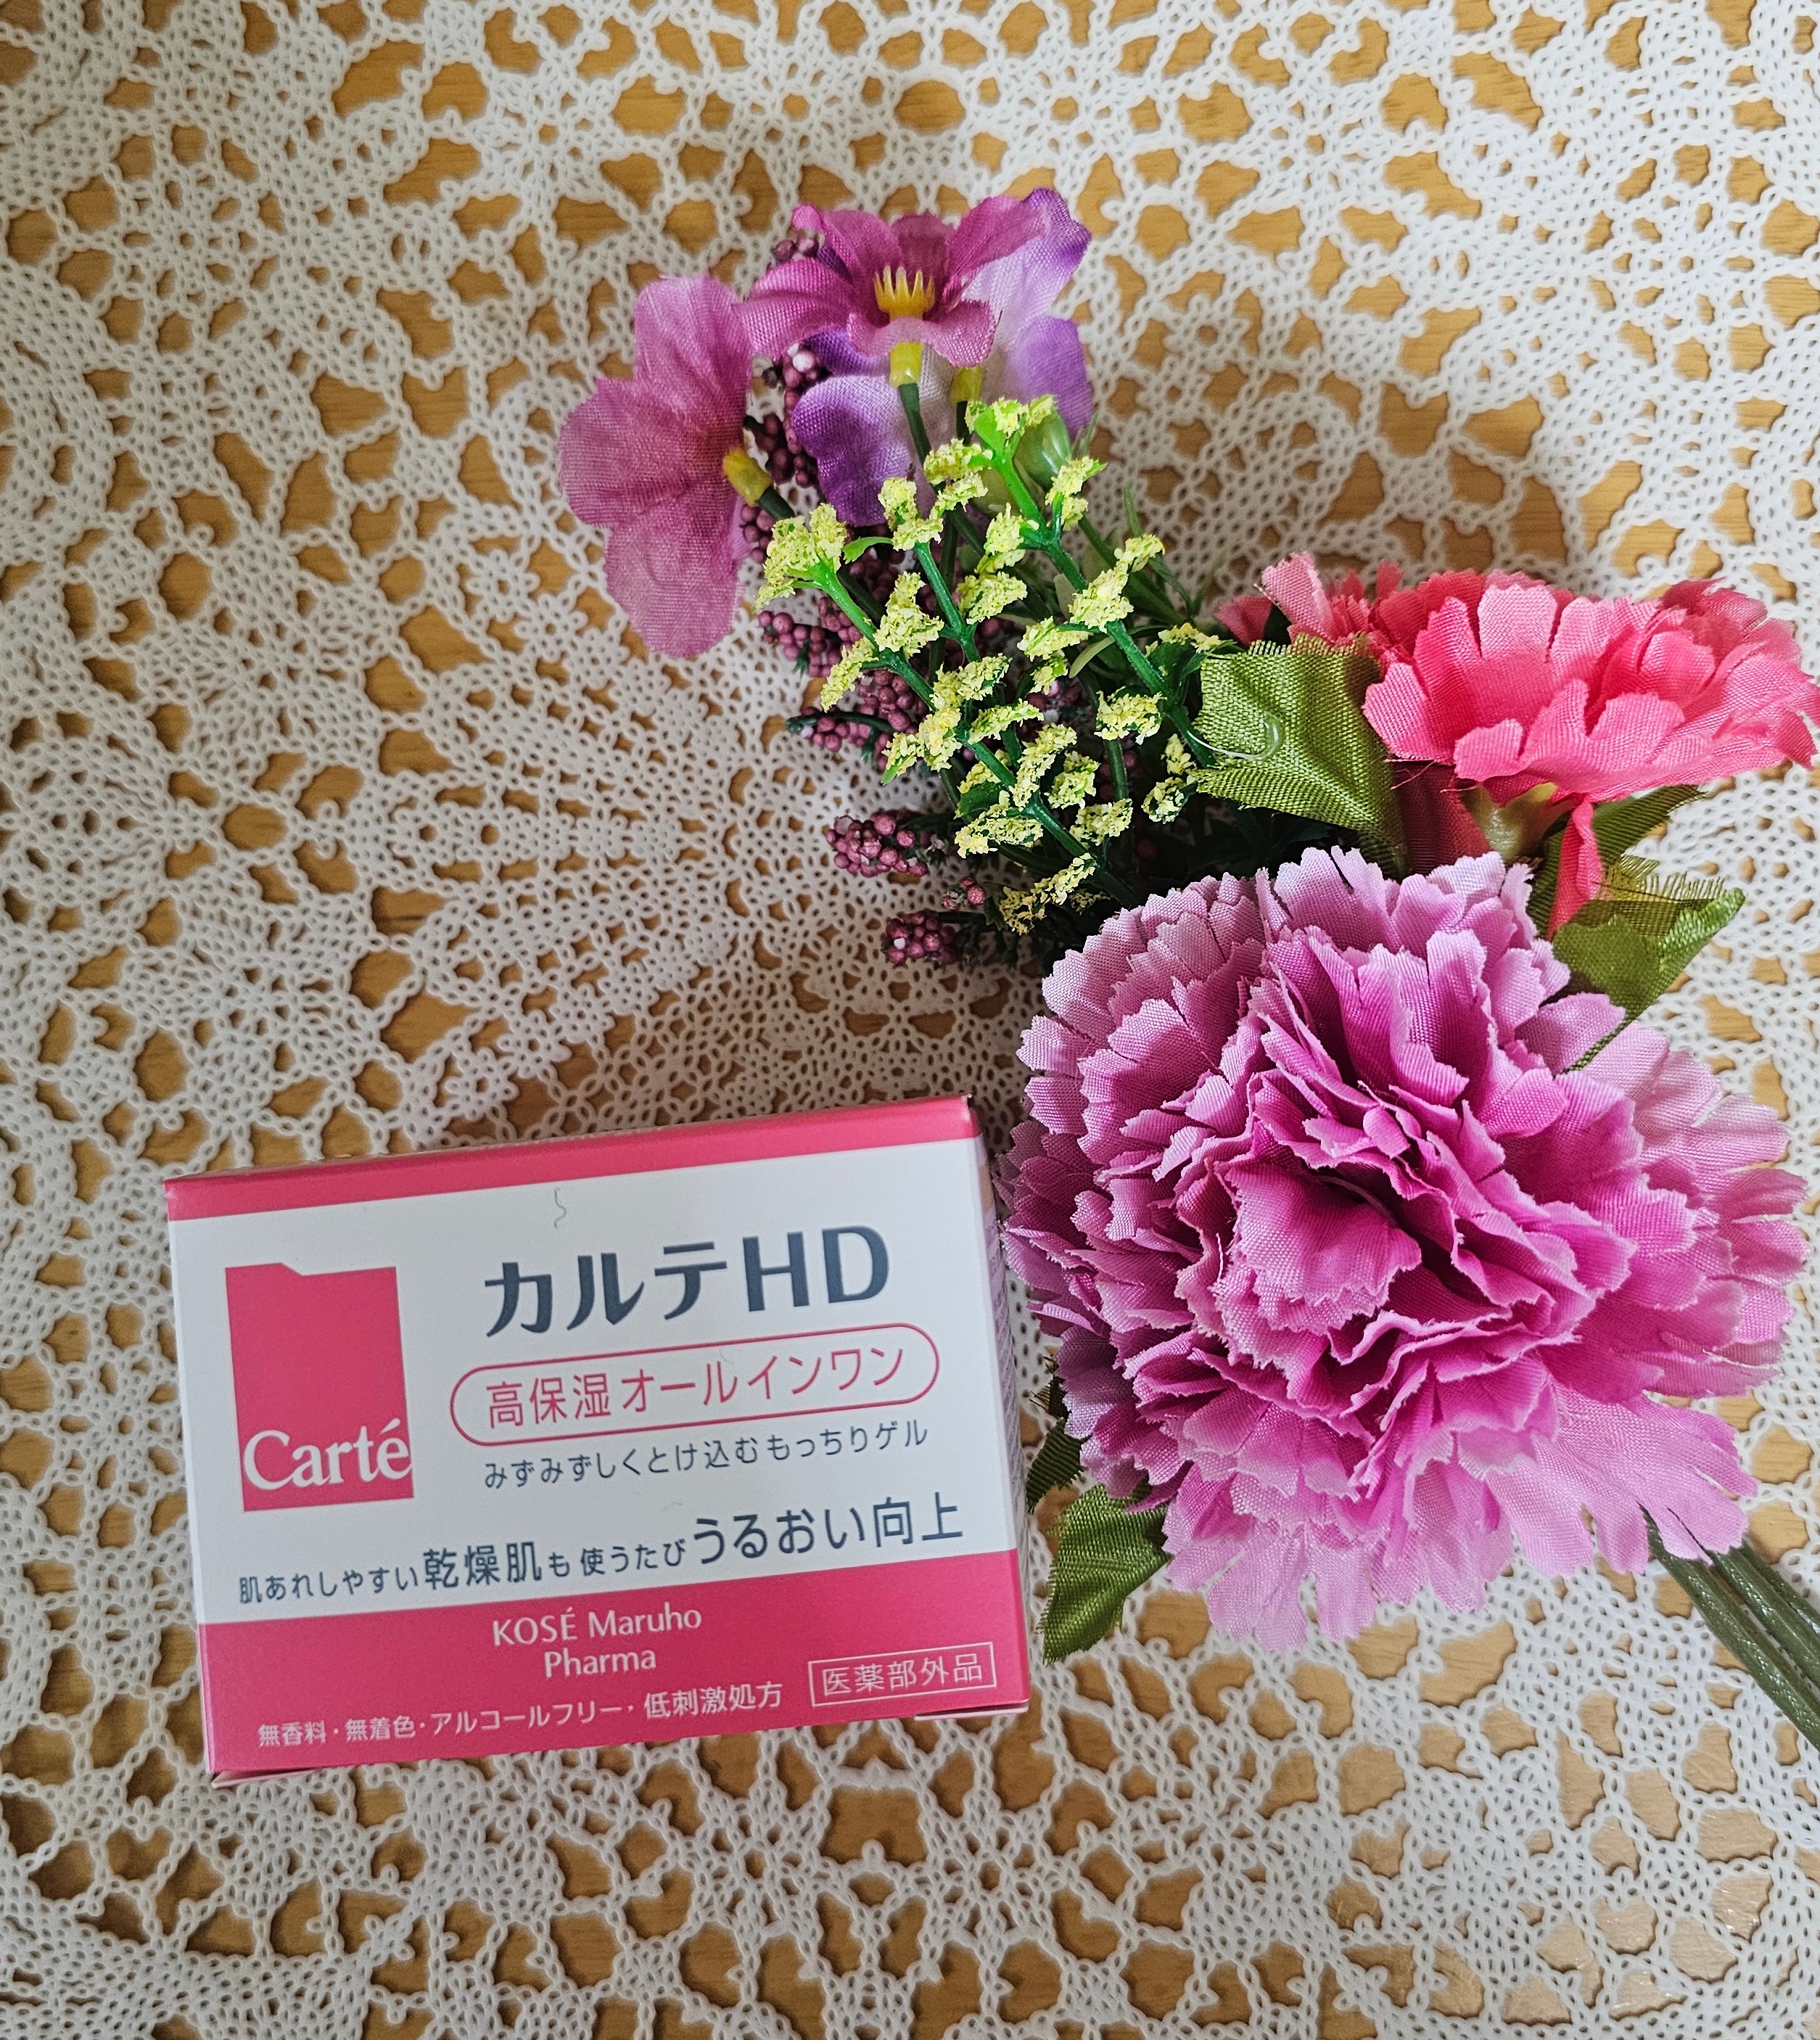 カルテHD
Carté
高保湿オールインワン
みずみずしくとけ込むもっちりゲル
肌あれしやすい乾燥肌も使うたびうるおい向上
KOSÉ Maruho
Pharma
無香料・無着色・アルコールフリー・低刺激処方
医薬部外品